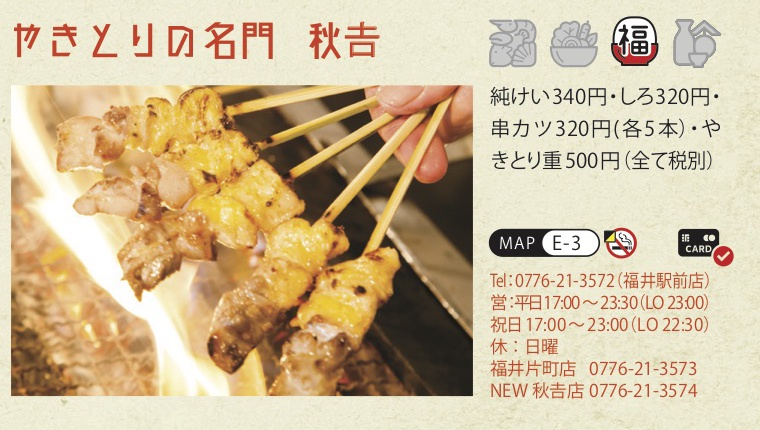 やきとりの名門　秋吉
福
純けい340円・しろ320円・
串カツ320円(各5本)・や
きとり重500円(全て税別)
MAP E-3
CARD
Tel：0776-21-3572（福井駅前店）
営：平日17:00～23:30（LO 23:00）
祝日17:00～23:00（LO 22:30）
休：日曜
福井片町店 0776-21-3573
NEW 秋吉店 0776-21-3574